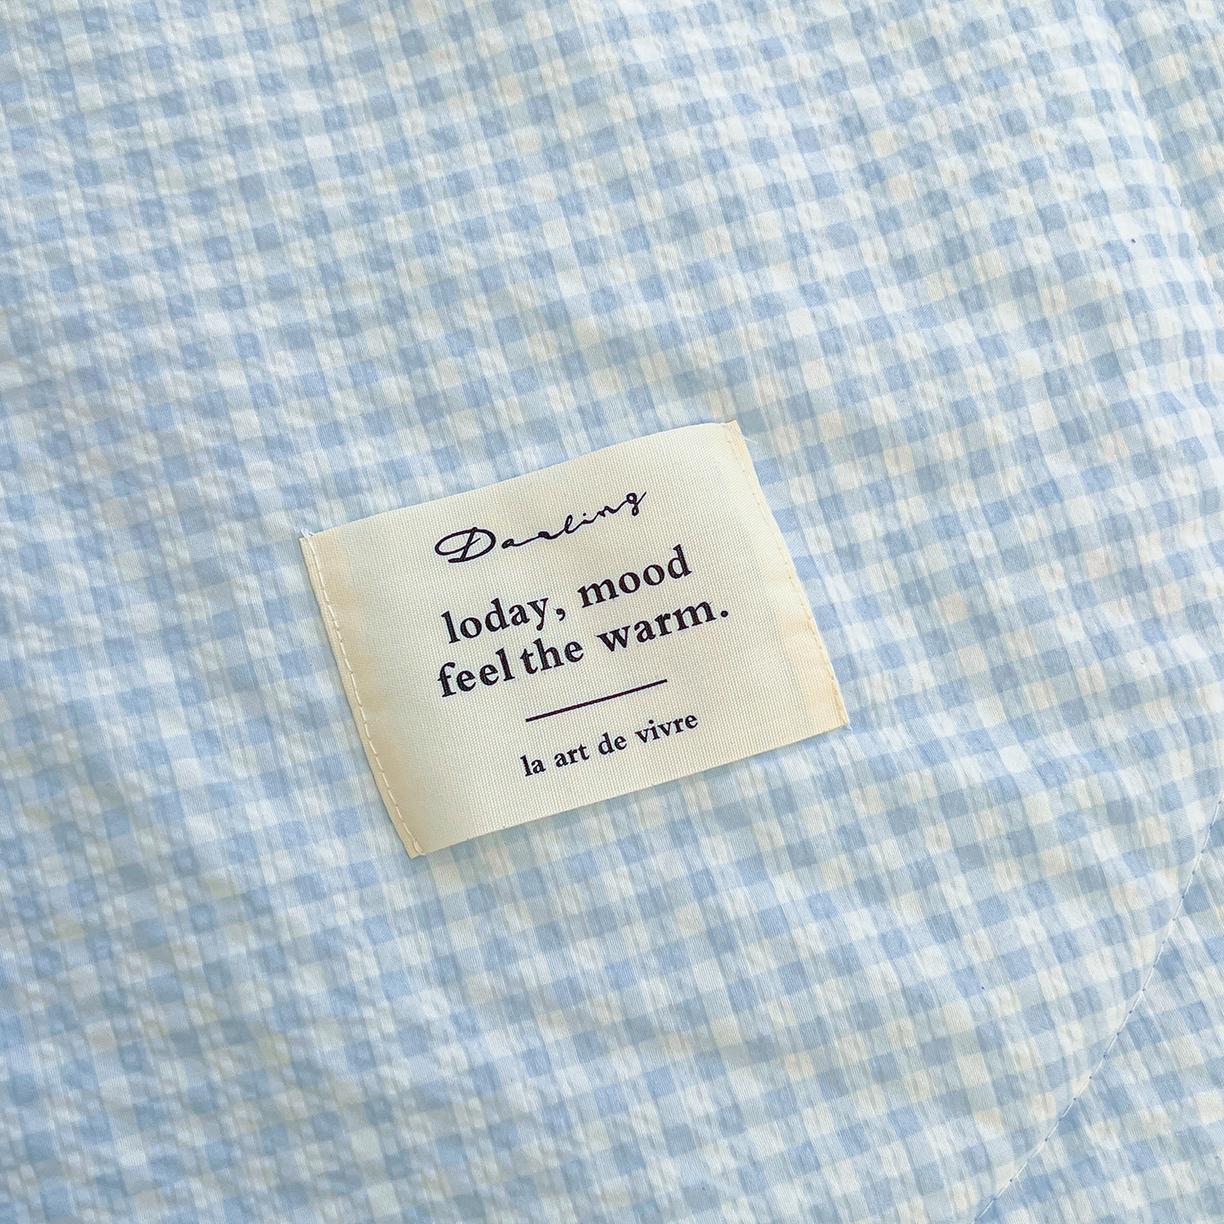 Darling
loday, mood
feel the warm.
la art de vivre